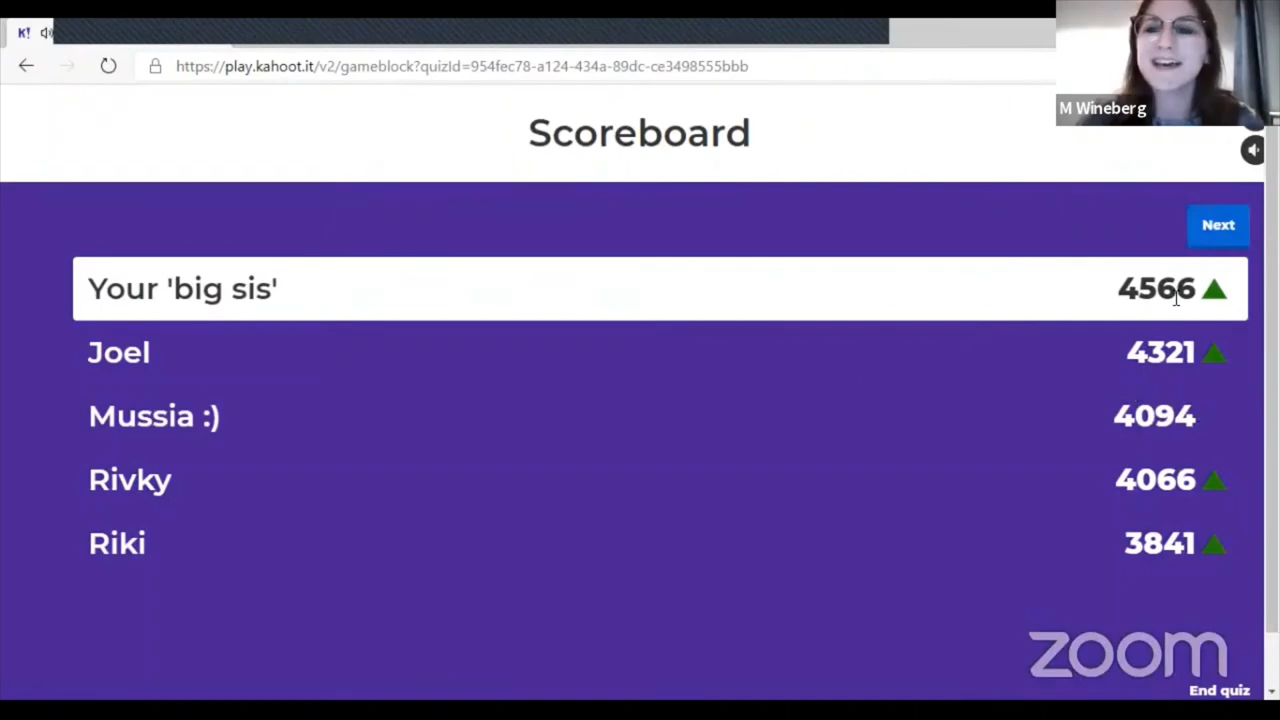 K!
https://play.kahoot.it/v2/gameblock?quizId=954fec78-a124-434a-89dc-ce3498555bbb
M Wineberg
Scoreboard
Next
Your 'big sis' 4566
Joel 4321
Mussia :) 4094
Rivky 4066
Riki 3841
zoom
End quiz